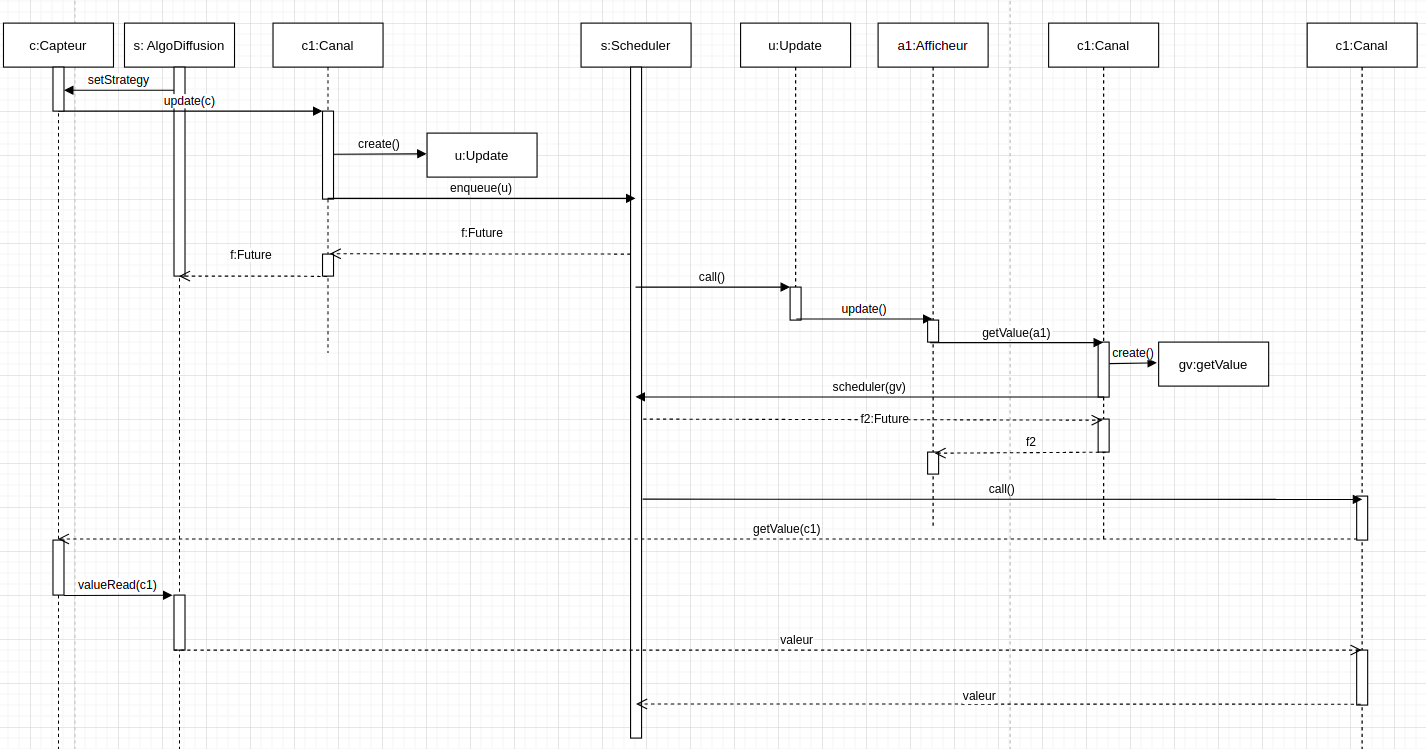 c:Capteur
s: AlgoDiffusion
c1:Canal
s:Scheduler
u:Update
a1:Afficheur
c1:Canal
c1:Canal
setStrategy
update(c)
create()
u:Update
enqueue(u)
f:Future
f:Future
call()
update()
getValue(a1)
create()
gv:getValue
scheduler(gv)
f2:Future
f2
call()
getValue(c1)
valueRead(c1)
valeur
valeur